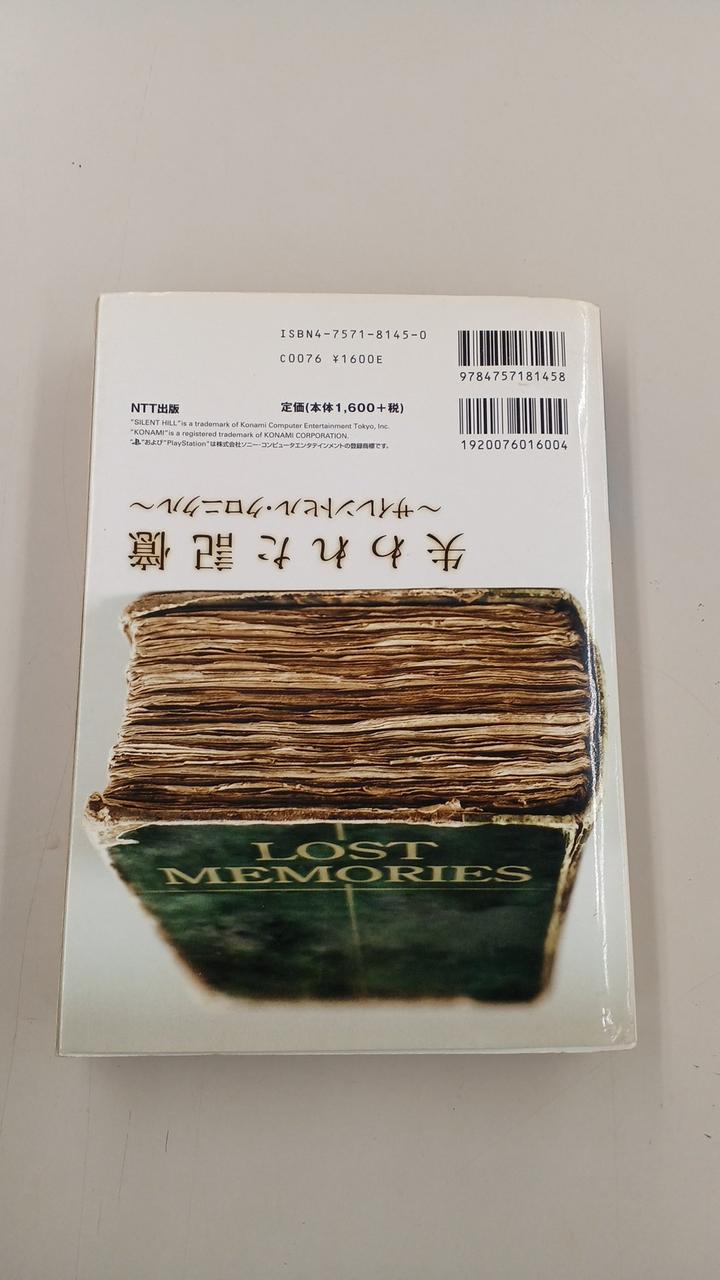 ISBN4-7571-8145-0
C0076 ¥1600E
9784757181458
NTT出版 定価(本体1,600+税)
"SILENT HILL"is a trademark of Konami Computer Entertainment Tokyo, Inc.
"KONAMI"is a registered trademark of KONAMI CORPORATION.
"および"PlayStation"は株式会社ソニー・コンピュータエンタテインメントの登録商標です。
1920076016004
失われた記憶
〜サイレントヒル・クロニクル〜
LOST
MEMORIES